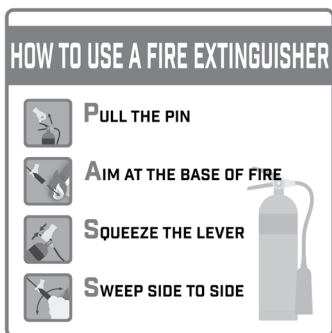 HOW TO USE A FIRE EXTINGUISHER
PULL THE PIN
AIM AT THE BASE OF FIRE
SQUEEZE THE LEVER
SWEEP SIDE TO SIDE